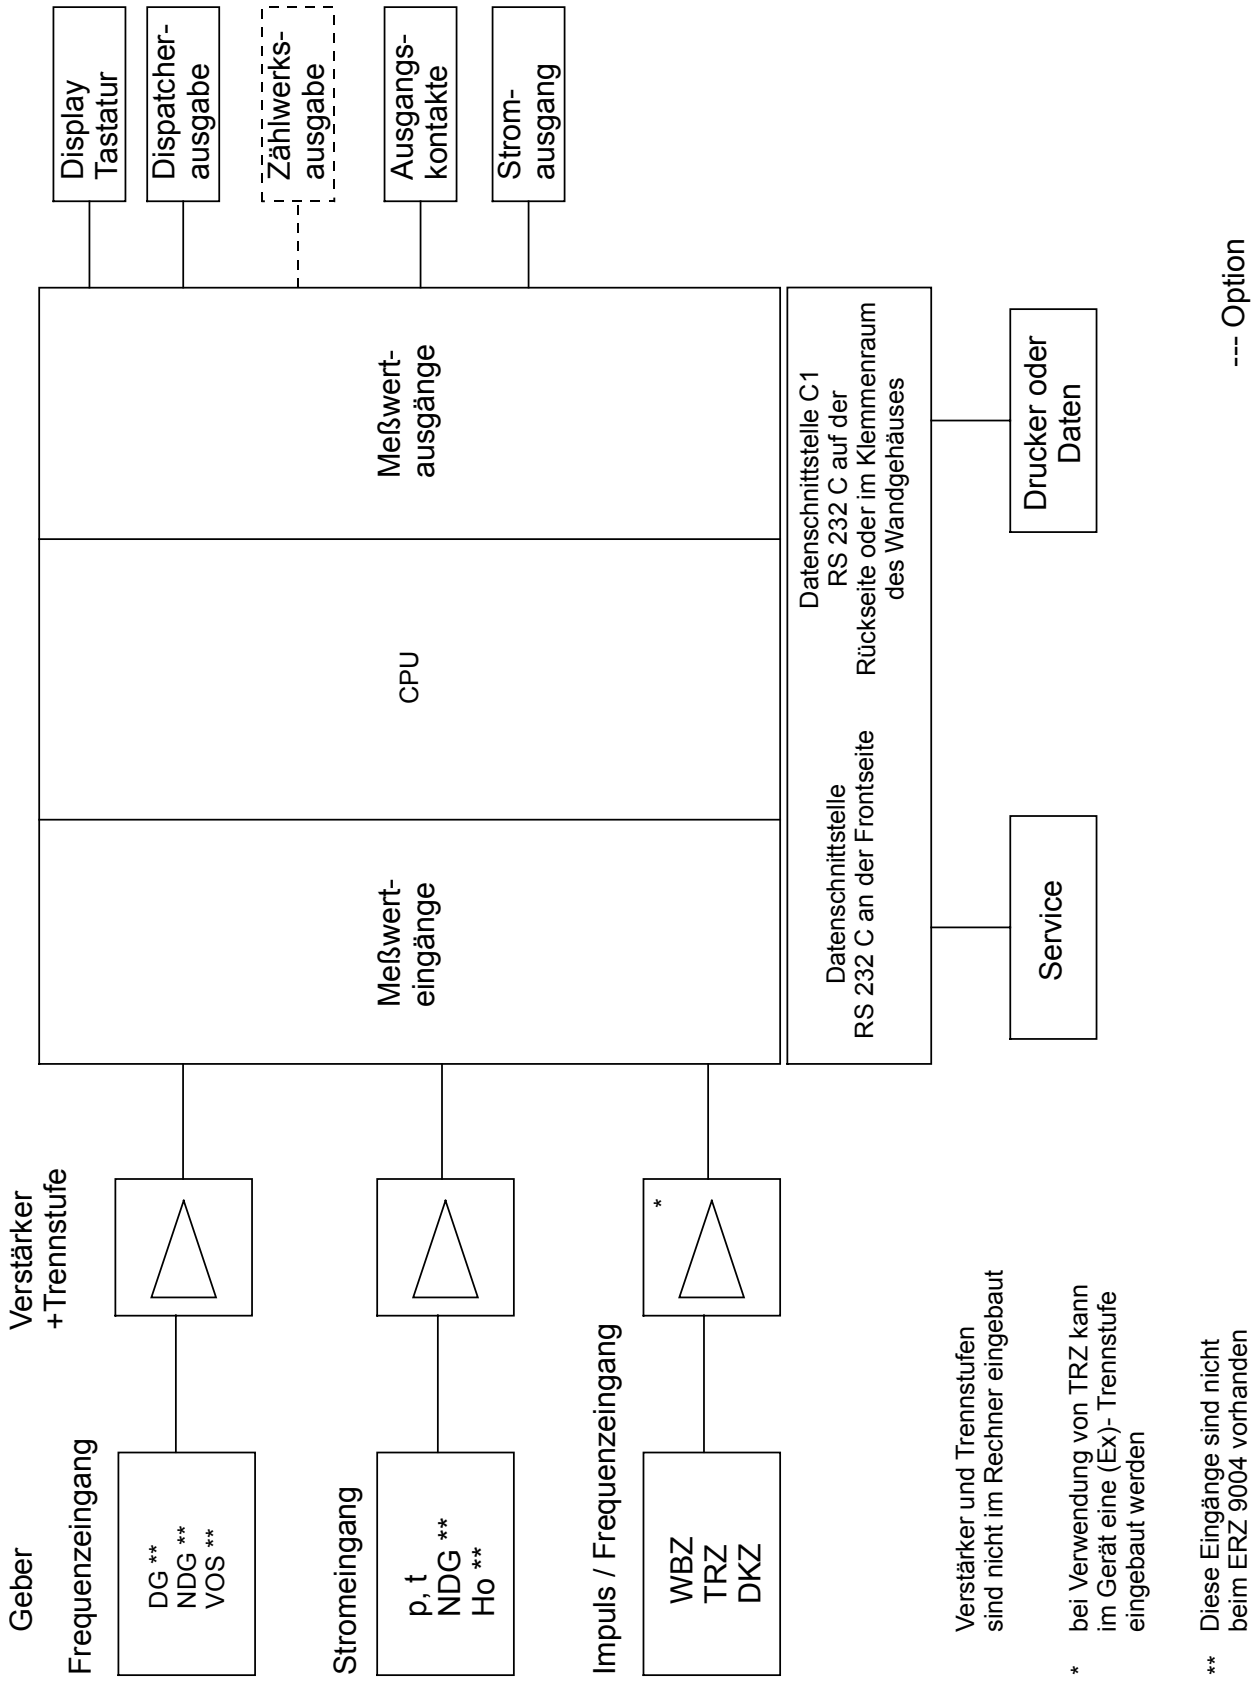 Geber
Verstärker
+Trennstufe
Frequenzeingang
DG **
NDG **
VOS **
Stromeingang
p, t
NDG **
Ho **
Impuls / Frequenzeingang
WBZ
TRZ
DKZ
*
Meßwert-
eingänge
CPU
Meßwert-
ausgänge
Display
Tastatur
Dispatcher-
ausgabe
Zählwerks-
ausgabe
Ausgangs-
kontakte
Strom-
ausgang
Datenschnittstelle
RS 232 C an der Frontseite
Datenschnittstelle C1
RS 232 C auf der
Rückseite oder im Klemmenraum
des Wandgehäuses
Service
Drucker oder
Daten
Verstärker und Trennstufen
sind nicht im Rechner eingebaut
* bei Verwendung von TRZ kann
im Gerät eine (Ex)- Trennstufe
eingebaut werden
** Diese Eingänge sind nicht
beim ERZ 9004 vorhanden
--- Option